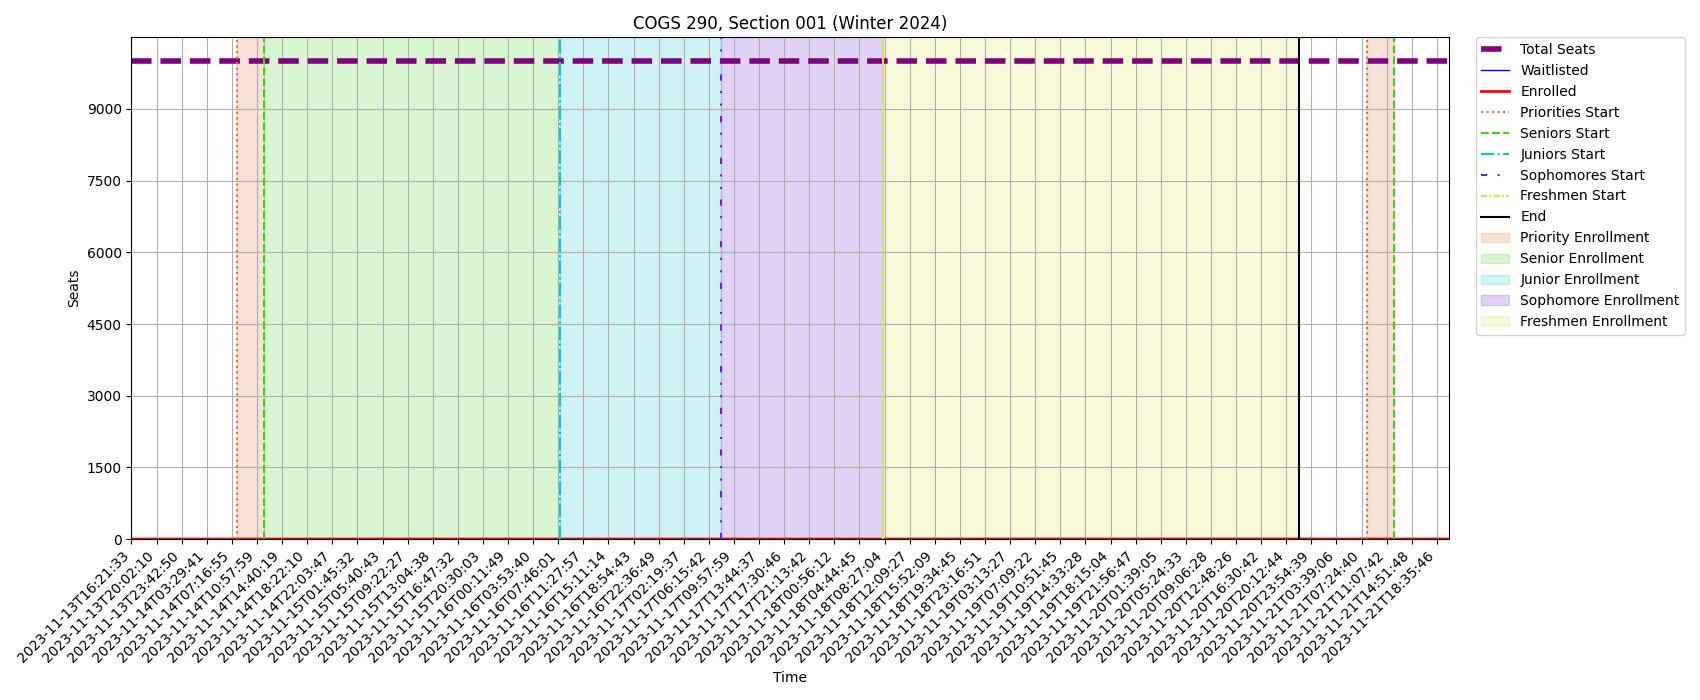 COGS 290, Section 001 (Winter 2024)
Seats
9000
7500
6000
4500
3000
1500
0
2023-11-13T16:21:33
2023-11-13T20:02:10
2023-11-13T23:42:50
2023-11-14T03:29:41
2023-11-14T07:16:55
2023-11-14T10:57:59
2023-11-14T14:40:19
2023-11-14T18:22:10
2023-11-14T22:03:47
2023-11-15T01:45:32
2023-11-15T05:40:43
2023-11-15T09:22:27
2023-11-15T13:04:38
2023-11-15T16:47:32
2023-11-15T20:30:03
2023-11-16T00:11:49
2023-11-16T03:53:40
2023-11-16T07:46:01
2023-11-16T11:27:57
2023-11-16T15:11:14
2023-11-16T18:54:43
2023-11-16T22:36:49
2023-11-17T02:19:37
2023-11-17T06:15:42
2023-11-17T09:57:59
2023-11-17T13:44:37
2023-11-17T17:30:46
2023-11-17T21:13:42
2023-11-18T00:56:12
2023-11-18T04:44:45
2023-11-18T08:27:04
2023-11-18T12:09:27
2023-11-18T15:52:09
2023-11-18T19:34:45
2023-11-18T23:16:51
2023-11-19T03:13:27
2023-11-19T07:09:22
2023-11-19T10:51:45
2023-11-19T14:33:28
2023-11-19T18:15:04
2023-11-19T21:56:47
2023-11-20T01:39:05
2023-11-20T05:24:33
2023-11-20T09:06:28
2023-11-20T12:48:26
2023-11-20T16:30:42
2023-11-20T20:12:44
2023-11-20T23:54:39
2023-11-21T03:39:06
2023-11-21T07:24:40
2023-11-21T11:07:42
2023-11-21T14:51:48
2023-11-21T18:35:46
Time
Total Seats
Waitlisted
Enrolled
Priorities Start
Seniors Start
Juniors Start
Sophomores Start
Freshmen Start
End
Priority Enrollment
Senior Enrollment
Junior Enrollment
Sophomore Enrollment
Freshmen Enrollment